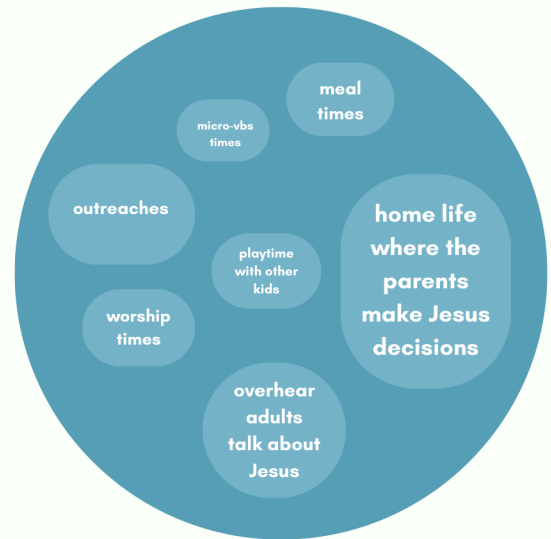 meal
times
micro-vbs
times
outreaches
home life
where the
parents
make Jesus
decisions
playtime
with other
kids
worship
times
overhear
adults
talk about
Jesus